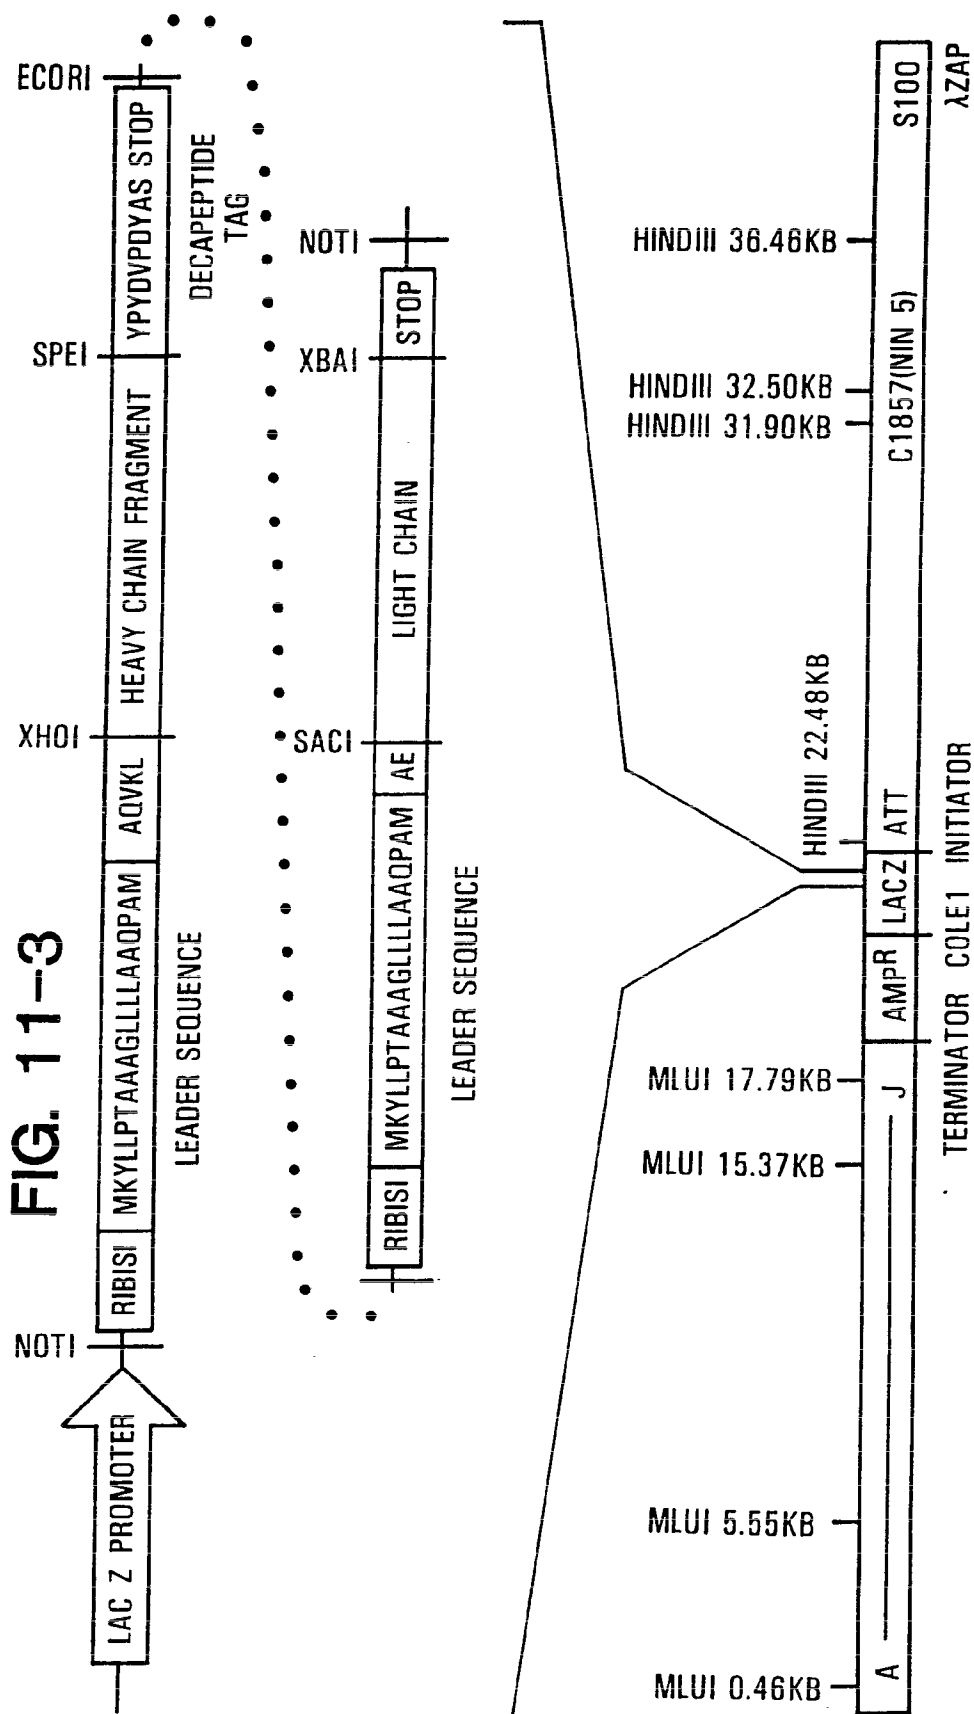 FIG. 11-3
LAC Z PROMOTER
NOTI
RIBISI
MKYLLPTAAAGLLLLAAQPAM
AQVKL
XHOI
HEAVY CHAIN FRAGMENT
SPEI
YPYDVPDYAS STOP
ECORI
LEADER SEQUENCE
DECAPEPTIDE
TAG
RIBISI
MKYLLPTAAAGLLLLAAQPAM
AE
SACI
LIGHT CHAIN
XBAI
STOP
NOTI
LEADER SEQUENCE
MLUI 0.46KB
MLUI 5.55KB
MLUI 15.37KB
MLUI 17.79KB
HINDIII 22.48KB
HINDIII 31.90KB
HINDIII 32.50KB
HINDIII 36.46KB
A
J
AMPR
LACZ
ATT
C1857(NIN 5)
S100
TERMINATOR COLE1 INITIATOR
λZAP